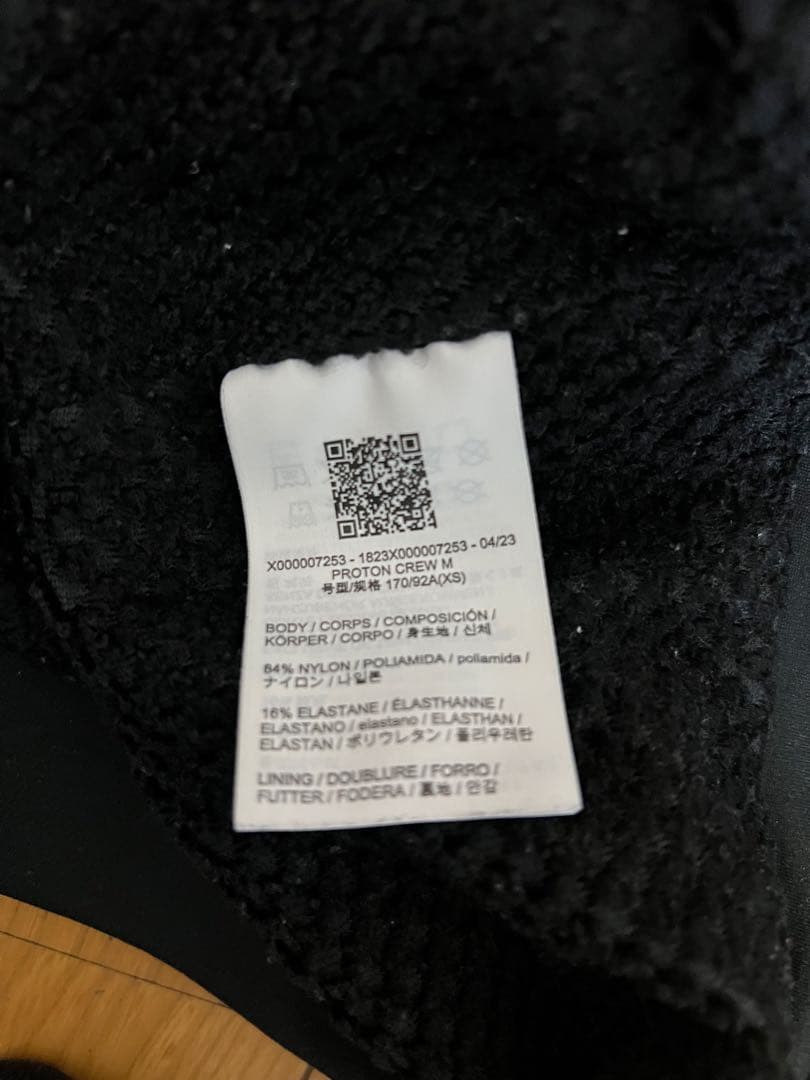 X000007253 - 1823X000007253 - 04/23
PROTON CREW M
号型/规格 170/92A(XS)
BODY / CORPS / COMPOSICIÓN /
KÖRPER / CORPO / 身生地 / 신체
84% NYLON / POLIAMIDA / poliamida /
ナイロン / 나일론
16% ELASTANE / ÉLASTHANNE /
ELASTANO / elastano / ELASTHAN /
ELASTAN / ポリウレタン / 폴리우레탄
LINING / DOUBLURE / FORRO /
FUTTER / FODERA / 裏地 / 안감